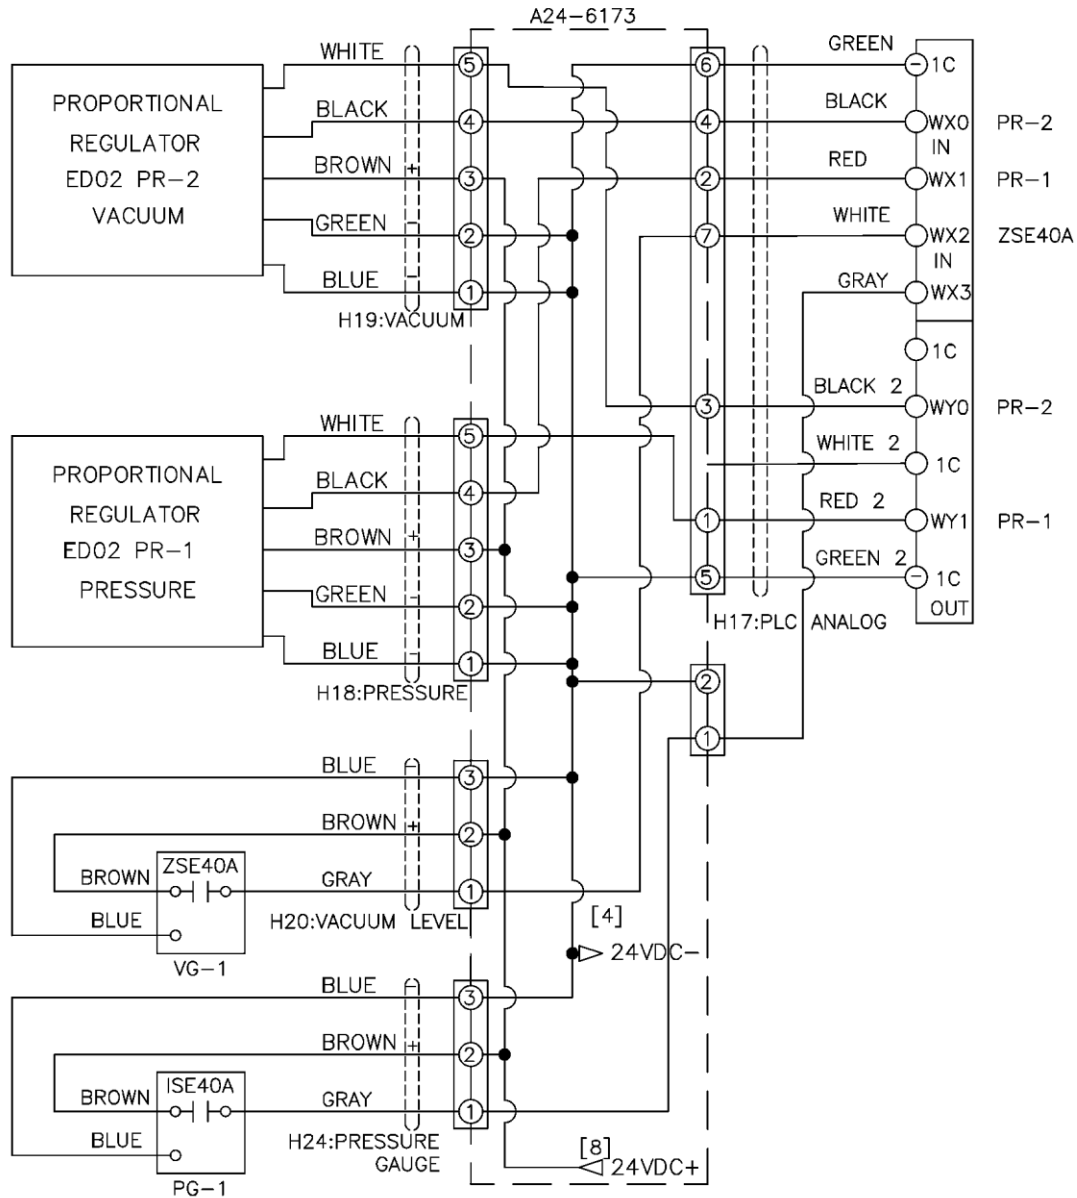 A24-6173
PROPORTIONAL
REGULATOR
ED02 PR-2
VACUUM
WHITE
BLACK
BROWN +
GREEN -
BLUE -
5
4
3
2
1
H19:VACUUM
PROPORTIONAL
REGULATOR
ED02 PR-1
PRESSURE
WHITE
BLACK
BROWN +
GREEN -
BLUE -
5
4
3
2
1
H18:PRESSURE
BLUE -
BROWN +
GRAY
3
2
1
H20:VACUUM LEVEL
BROWN
BLUE
ZSE40A
VG-1
BLUE -
BROWN +
GRAY
3
2
1
H24:PRESSURE
GAUGE
BROWN
BLUE
ISE40A
PG-1
[4]
24VDC-
[8]
24VDC+
6
4
2
7
3
1
5
H17:PLC ANALOG
2
1
GREEN - 1C
BLACK WX0 PR-2
IN
RED WX1 PR-1
WHITE WX2 ZSE40A
IN
GRAY WX3
1C
BLACK 2 WY0 PR-2
WHITE 2 1C
RED 2 WY1 PR-1
GREEN 2 - 1C
OUT